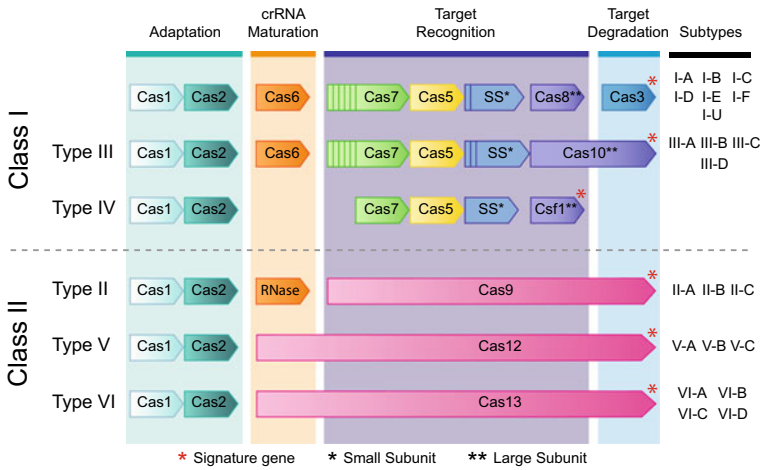 Adaptation
crRNA
Maturation
Target
Recognition
Target
Degradation
Subtypes
Class I
Cas1 Cas2 Cas6 Cas7 Cas5 SS* Cas8** Cas3 *
I-A I-B I-C
I-D I-E I-F
I-U
Type III Cas1 Cas2 Cas6 Cas7 Cas5 SS* Cas10** *
III-A III-B III-C
III-D
Type IV Cas1 Cas2 Cas7 Cas5 SS* Csf1** *
Class II
Type II Cas1 Cas2 RNase Cas9 * II-A II-B II-C
Type V Cas1 Cas2 Cas12 * V-A V-B V-C
Type VI Cas1 Cas2 Cas13 *
VI-A VI-B
VI-C VI-D
* Signature gene * Small Subunit ** Large Subunit